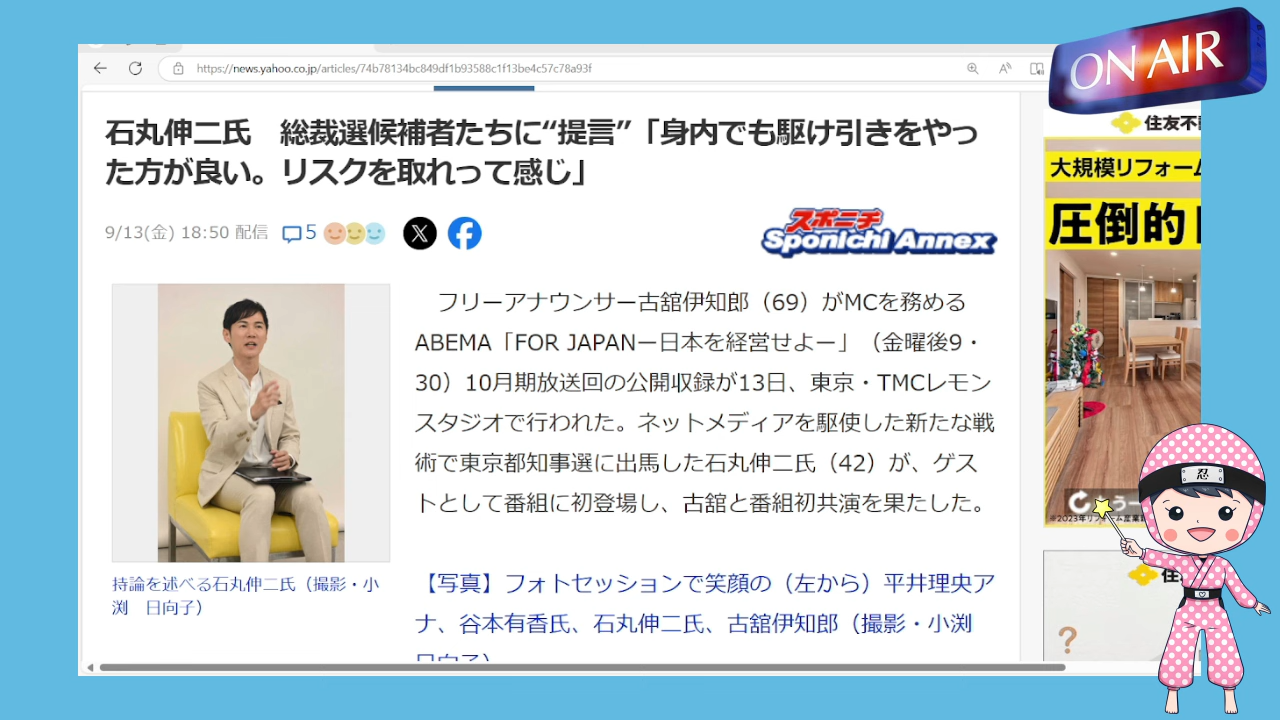 https://news.yahoo.co.jp/articles/74b78134bc849df1b93588c1f13be4c57c78a93f
ON AIR
石丸伸二氏　総裁選候補者たちに“提言”「身内でも駆け引きをやっ
た方が良い。リスクを取れって感じ」
9/13(金) 18:50 配信
5
スポニチ
Sponichi Annex
フリーアナウンサー古舘伊知郎（69）がMCを務める
ABEMA「FOR JAPANー日本を経営せよー」（金曜後9・
30）10月期放送回の公開収録が13日、東京・TMCレモン
スタジオで行われた。ネットメディアを駆使した新たな戦
術で東京都知事選に出馬した石丸伸二氏（42）が、ゲス
トとして番組に初登場し、古舘と番組初共演を果たした。
持論を述べる石丸伸二氏（撮影・小
渕　日向子）
【写真】フォトセッションで笑顔の（左から）平井理央ア
ナ、谷本有香氏、石丸伸二氏、古舘伊知郎（撮影・小渕
日向子）
住友不
大規模リフォーム
圧倒的
忍
?